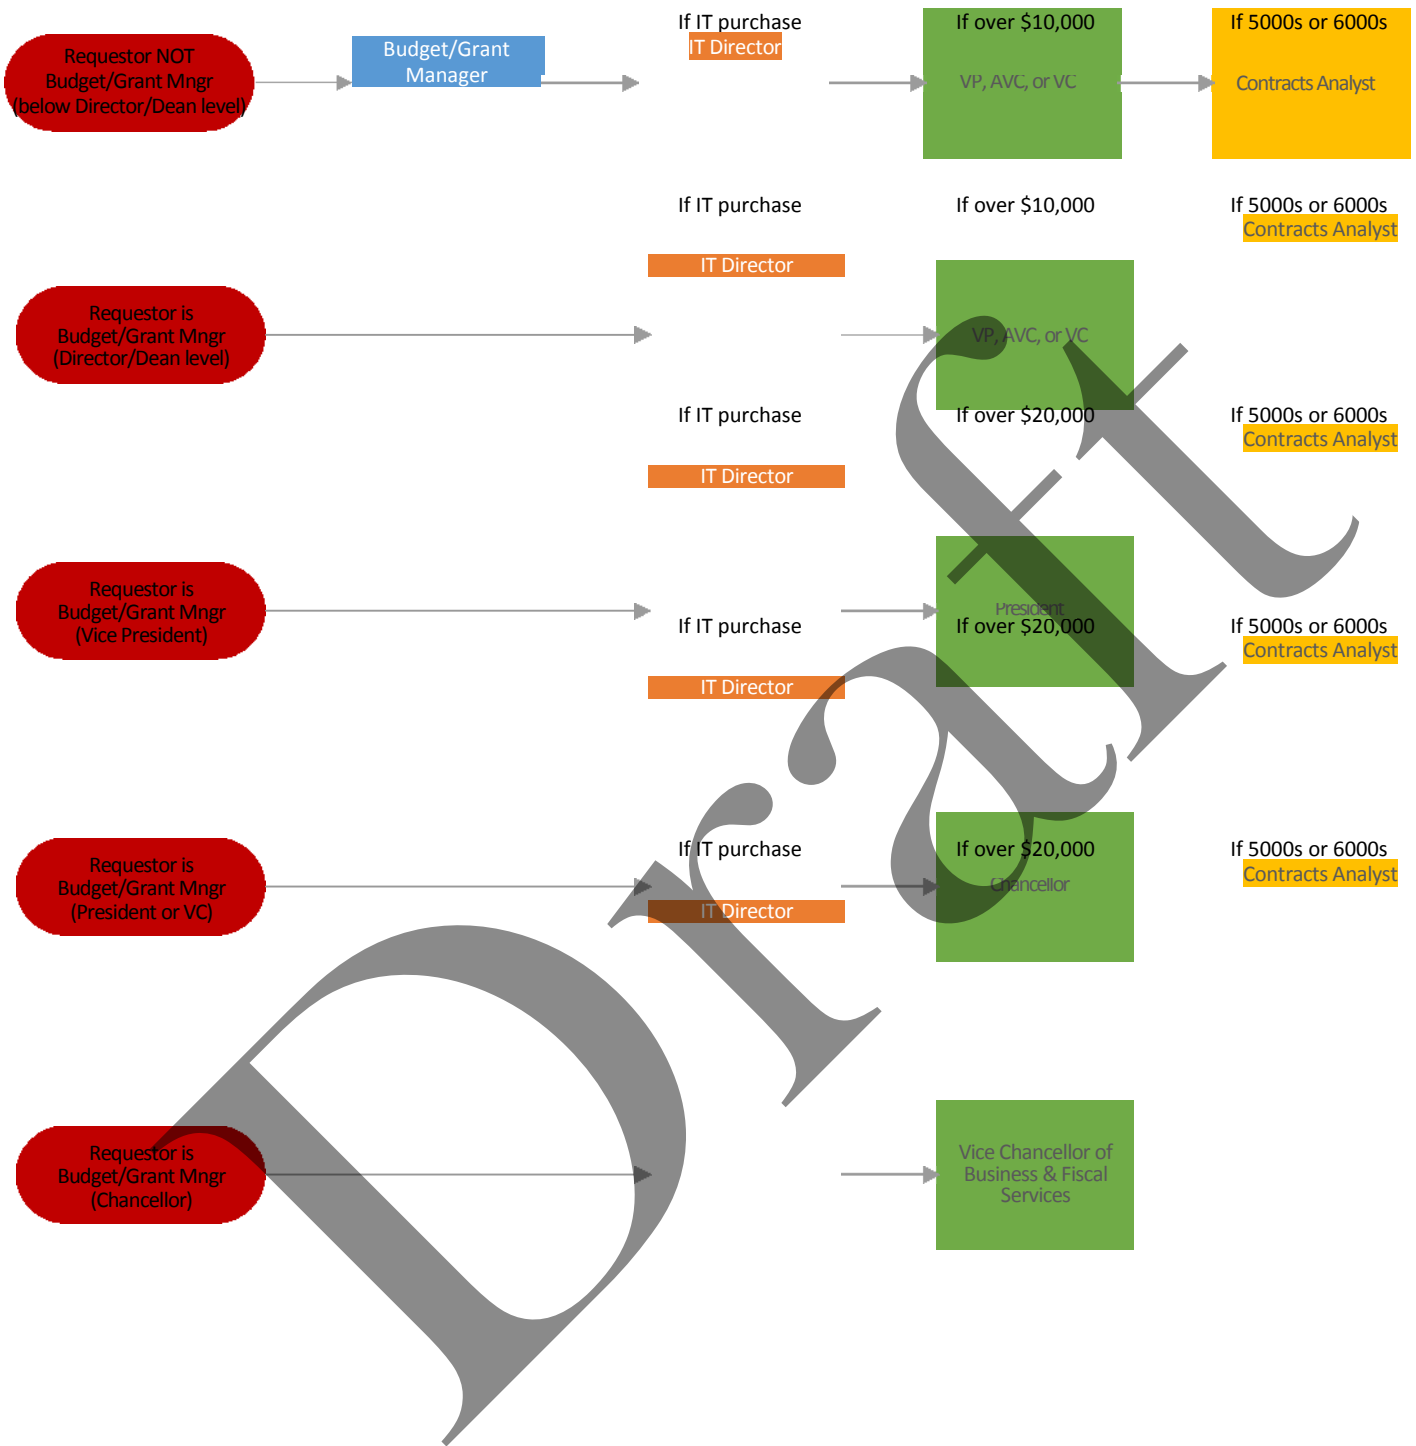 If IT purchase
If over $10,000
If 5000s or 6000s
Requestor NOT
Budget/Grant Mngr
(below Director/Dean level)
Budget/Grant
Manager
IT Director
VP, AVC, or VC
Contracts Analyst
If IT purchase
If over $10,000
If 5000s or 6000s
Contracts Analyst
IT Director
Requestor is
Budget/Grant Mngr
(Director/Dean level)
VP, AVC, or VC
If IT purchase
If over $20,000
If 5000s or 6000s
Contracts Analyst
IT Director
Requestor is
Budget/Grant Mngr
(Vice President)
President
If IT purchase
If over $20,000
If 5000s or 6000s
Contracts Analyst
IT Director
Requestor is
Budget/Grant Mngr
(President or VC)
If IT purchase
If over $20,000
If 5000s or 6000s
Contracts Analyst
Chancellor
IT Director
Requestor is
Budget/Grant Mngr
(Chancellor)
Vice Chancellor of
Business & Fiscal
Services
Draft